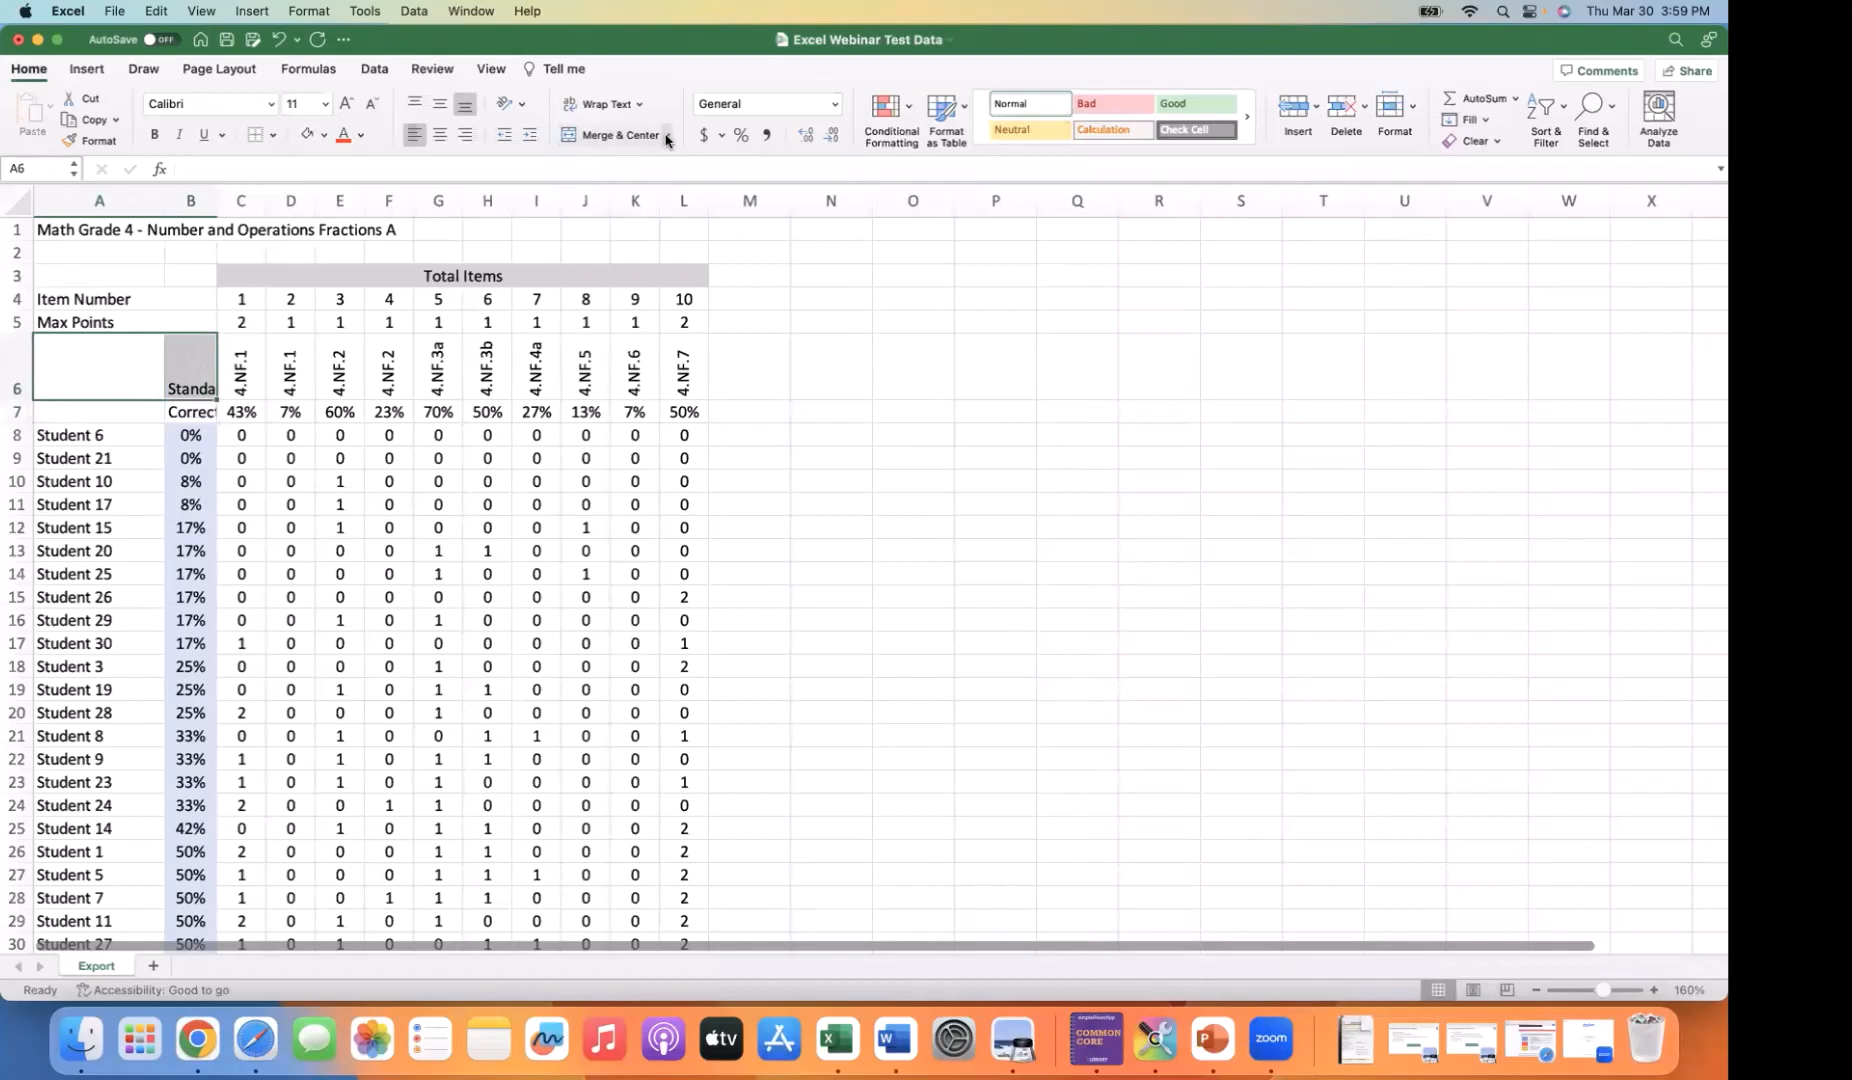 Excel File Edit View Insert Format Tools Data Window Help Thu Mar 30 3:59 PM
AutoSave OFF Excel Webinar Test Data
Home Insert Draw Page Layout Formulas Data Review View Tell me Comments Share
Paste Cut Copy Format
Calibri 11
B I U A
Wrap Text
Merge & Center
General
$ % ,
Conditional Formatting
Format as Table
Normal Bad Good
Neutral Calculation Check Cell
Insert Delete Format
AutoSum
Fill
Clear
Sort & Filter
Find & Select
Analyze Data
A6 fx
A B C D E F G H I J K L M N O P Q R S T U V W X
1 Math Grade 4 - Number and Operations Fractions A
2
3 Total Items
4 Item Number 1 2 3 4 5 6 7 8 9 10
5 Max Points 2 1 1 1 1 1 1 1 1 2
6 Standa 4.NF.1 4.NF.1 4.NF.2 4.NF.2 4.NF.3a 4.NF.3b 4.NF.4a 4.NF.5 4.NF.6 4.NF.7
7 Correct 43% 7% 60% 23% 70% 50% 27% 13% 7% 50%
8 Student 6 0% 0 0 0 0 0 0 0 0 0 0
9 Student 21 0% 0 0 0 0 0 0 0 0 0 0
10 Student 10 8% 0 0 1 0 0 0 0 0 0 0
11 Student 17 8% 0 0 1 0 0 0 0 0 0 0
12 Student 15 17% 0 0 1 0 0 0 0 1 0 0
13 Student 20 17% 0 0 0 0 1 1 0 0 0 0
14 Student 25 17% 0 0 0 0 1 0 0 1 0 0
15 Student 26 17% 0 0 0 0 0 0 0 0 0 2
16 Student 29 17% 0 0 1 0 1 0 0 0 0 0
17 Student 30 17% 1 0 0 0 0 0 0 0 0 1
18 Student 3 25% 0 0 0 0 1 0 0 0 0 2
19 Student 19 25% 0 0 1 0 1 1 0 0 0 0
20 Student 28 25% 2 0 0 0 1 0 0 0 0 0
21 Student 8 33% 0 0 1 0 0 1 1 0 0 1
22 Student 9 33% 1 0 1 0 1 1 0 0 0 0
23 Student 23 33% 1 0 1 0 1 0 0 0 0 1
24 Student 24 33% 2 0 0 1 1 0 0 0 0 0
25 Student 14 42% 0 0 1 0 1 1 0 0 0 2
26 Student 1 50% 2 0 0 0 1 1 0 0 0 2
27 Student 5 50% 1 0 0 0 1 1 1 0 0 2
28 Student 7 50% 1 0 0 1 1 1 0 0 0 2
29 Student 11 50% 2 0 1 0 1 0 0 0 0 2
30 Student 27 50% 1 0 1 0 0 1 1 0 0 2
Export +
Ready Accessibility: Good to go 160%
tv COMMON CORE zoom